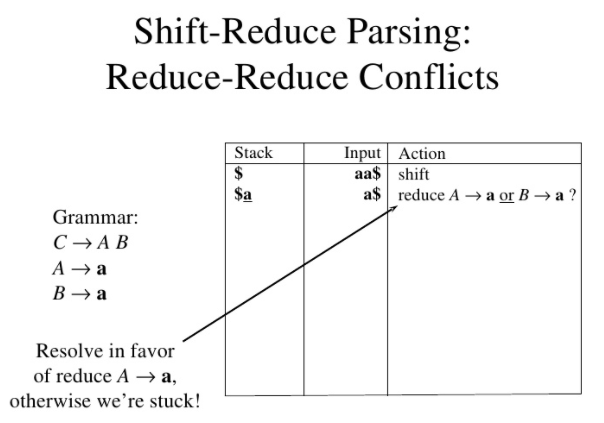 Shift-Reduce Parsing:
Reduce-Reduce Conflicts
Stack Input Action
$ aa$ shift
$a a$ reduce A → a or B → a ?
Grammar:
C → A B
A → a
B → a
Resolve in favor
of reduce A → a,
otherwise we're stuck!